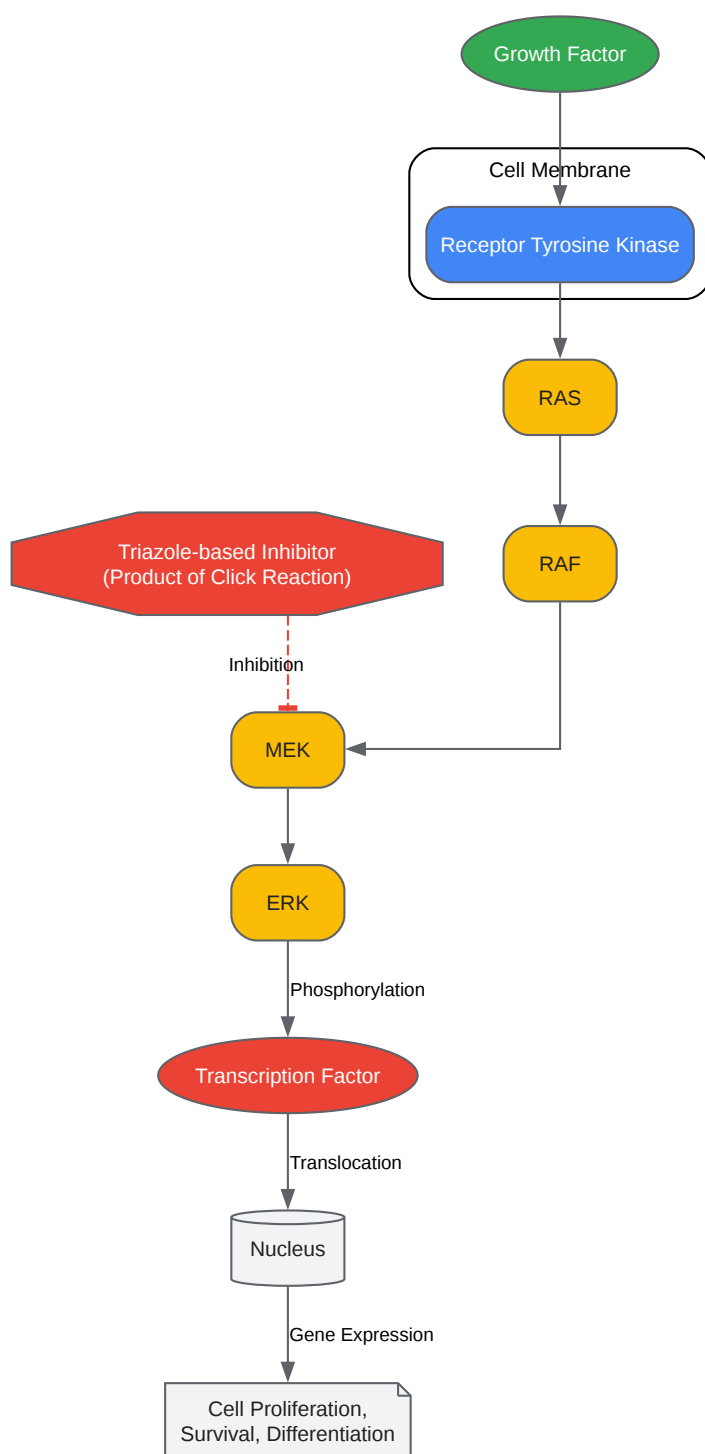 Growth Factor
Cell Membrane
Receptor Tyrosine Kinase
RAS
RAF
Triazole-based Inhibitor
(Product of Click Reaction)
Inhibition
MEK
ERK
Phosphorylation
Transcription Factor
Translocation
Nucleus
Gene Expression
Cell Proliferation,
Survival, Differentiation